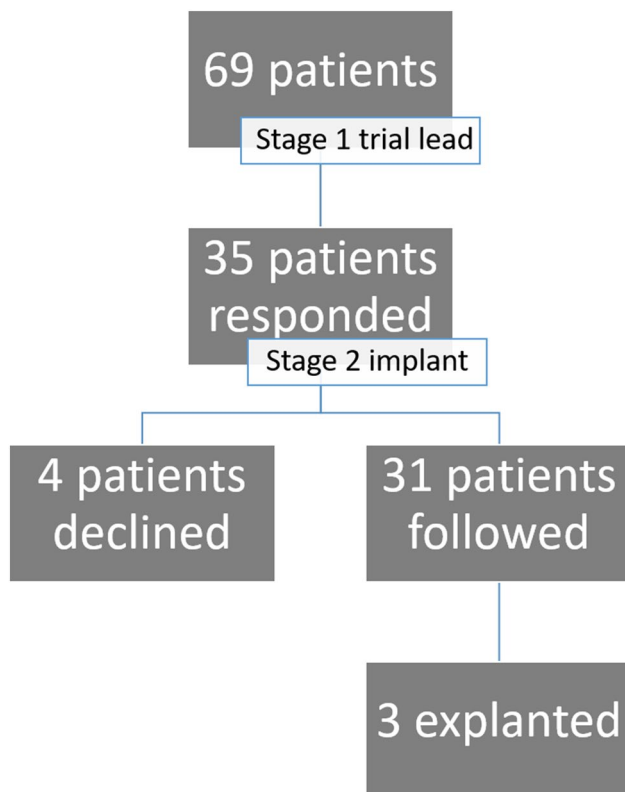 69 patients
Stage 1 trial lead
35 patients
responded
Stage 2 implant
4 patients
declined
31 patients
followed
3 explanted